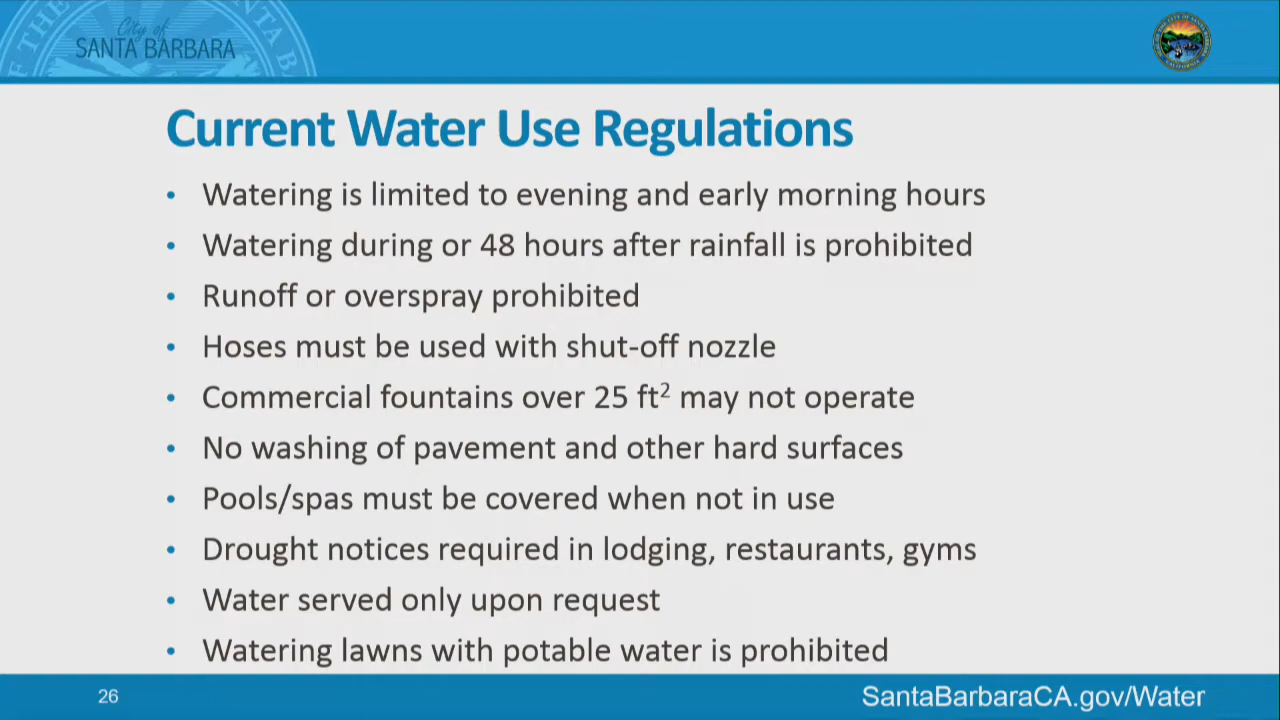 City of
SANTA BARBARA
Current Water Use Regulations
• Watering is limited to evening and early morning hours
• Watering during or 48 hours after rainfall is prohibited
• Runoff or overspray prohibited
• Hoses must be used with shut-off nozzle
• Commercial fountains over 25 ft² may not operate
• No washing of pavement and other hard surfaces
• Pools/spas must be covered when not in use
• Drought notices required in lodging, restaurants, gyms
• Water served only upon request
• Watering lawns with potable water is prohibited
26
SantaBarbaraCA.gov/Water